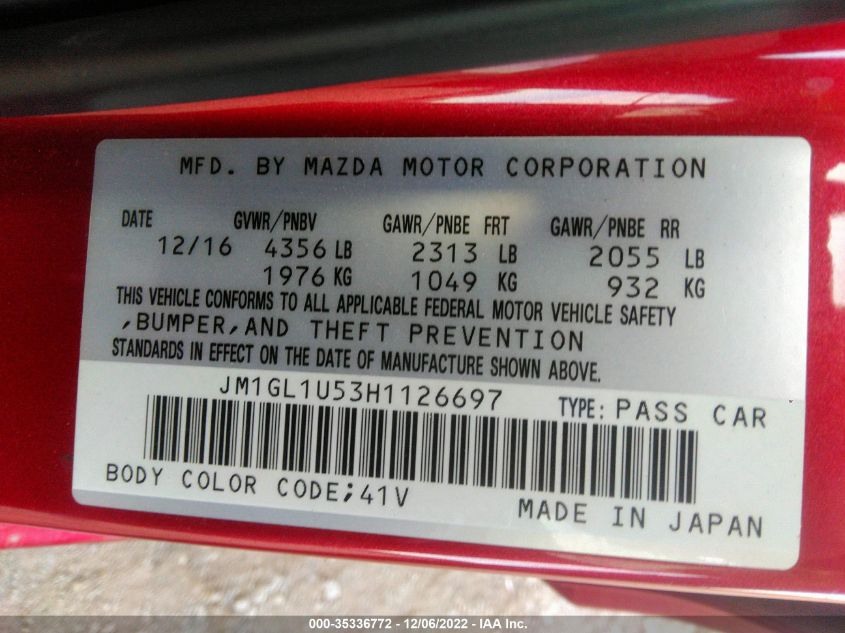 MFD. BY MAZDA MOTOR CORPORATION
DATE GVWR/PNBV GAWR/PNBE FRT GAWR/PNBE RR
12/16 4356 LB 2313 LB 2055 LB
1976 KG 1049 KG 932 KG
THIS VEHICLE CONFORMS TO ALL APPLICABLE FEDERAL MOTOR VEHICLE SAFETY
,BUMPER,AND THEFT PREVENTION
STANDARDS IN EFFECT ON THE DATE OF MANUFACTURE SHOWN ABOVE.
JM1GL1U53H1126697 TYPE: PASS CAR
BODY COLOR CODE;41V
MADE IN JAPAN
000-35336772 - 12/06/2022 - IAA Inc.